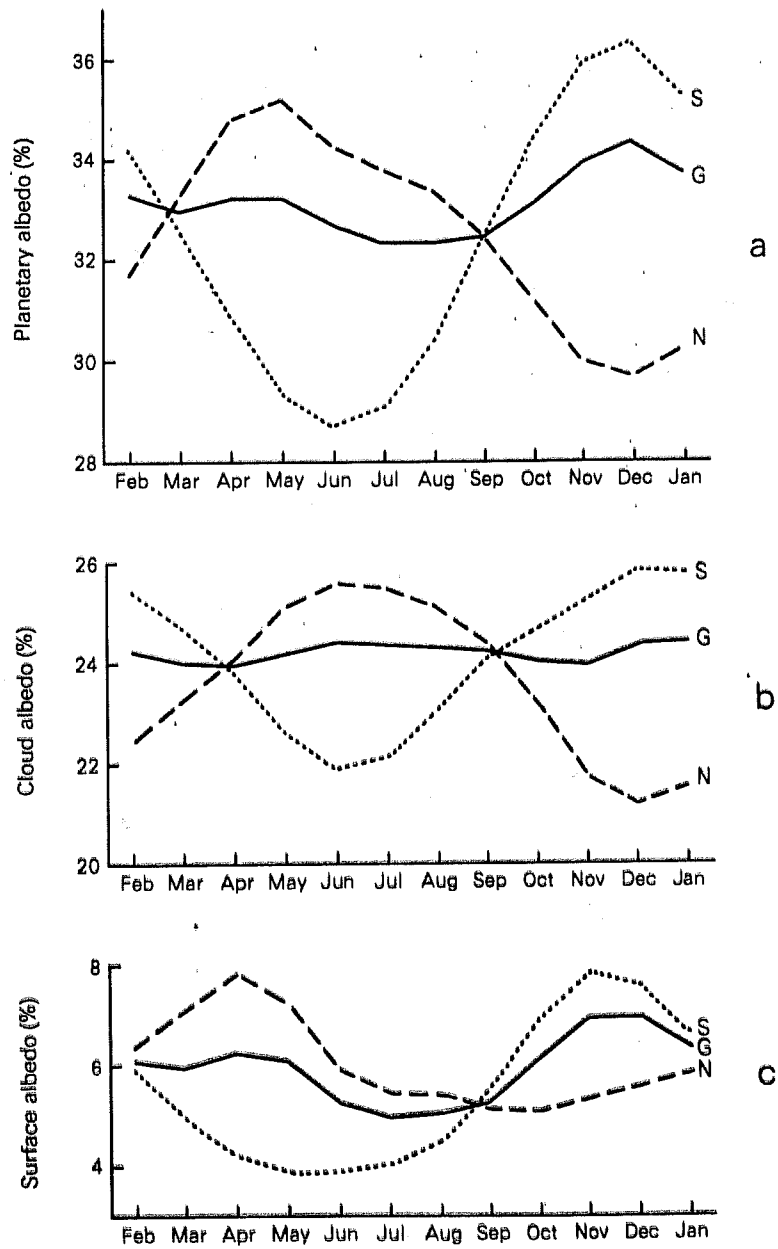 Planetary albedo (%)
36
34
32
30
28
S
G
N
a
Feb Mar Apr May Jun Jul Aug Sep Oct Nov Dec Jan
Cloud albedo (%)
26
24
22
20
S
G
N
b
Feb Mar Apr May Jun Jul Aug Sep Oct Nov Dec Jan
Surface albedo (%)
8
6
4
S
G
N
c
Feb Mar Apr May Jun Jul Aug Sep Oct Nov Dec Jan